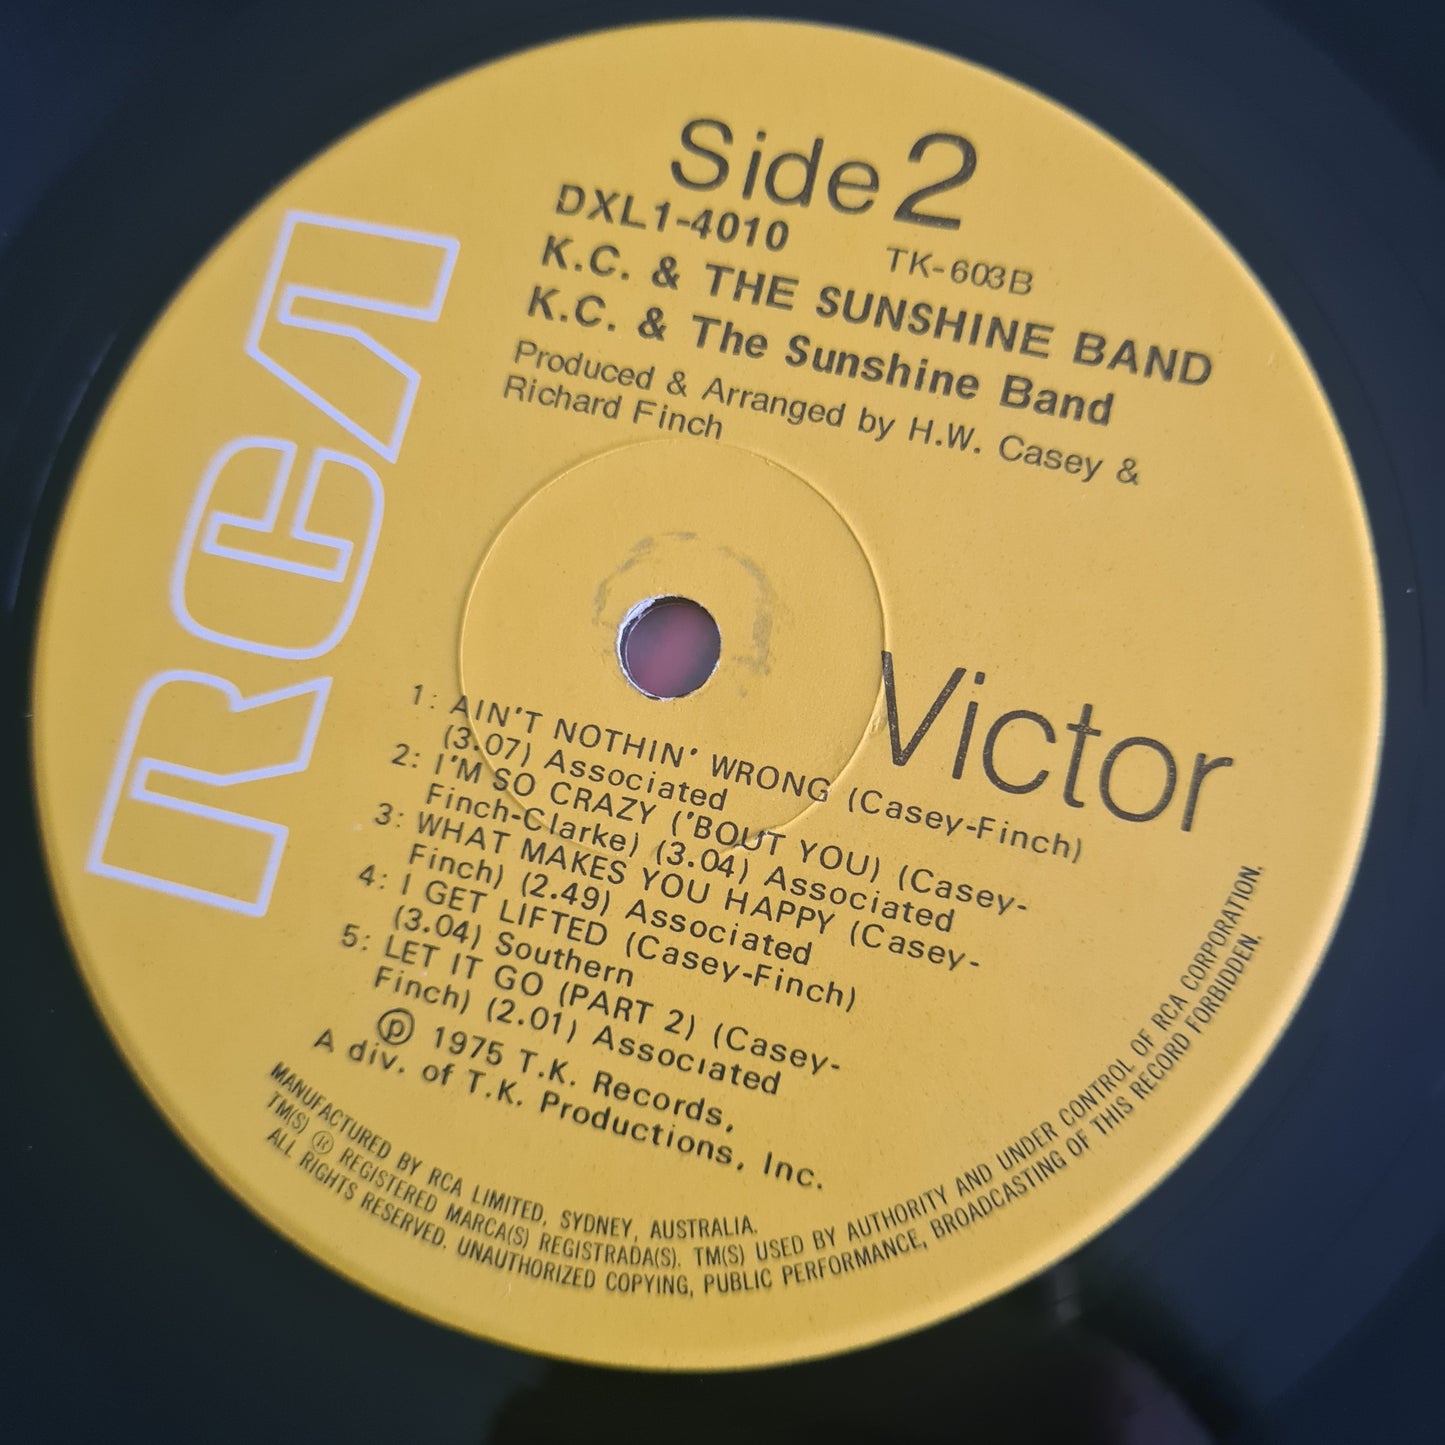 RCA
Side 2
DXL1-4010
TK-603B
K.C. & THE SUNSHINE BAND
K.C. & The Sunshine Band
Produced & Arranged by H.W. Casey &
Richard Finch
Victor
1: AIN'T NOTHIN' WRONG (Casey-Finch)
(3.07) Associated
2: I'M SO CRAZY ('BOUT YOU) (Casey-
Finch-Clarke) (3.04) Associated
3: WHAT MAKES YOU HAPPY (Casey-
Finch) (2.49) Associated
4: I GET LIFTED (Casey-Finch)
(3.04) Southern
5: LET IT GO (PART 2) (Casey-
Finch) (2.01) Associated
℗ 1975 T.K. Records,
A div. of T.K. Productions, Inc.
MANUFACTURED BY RCA LIMITED, SYDNEY, AUSTRALIA.
TM(S) ® REGISTERED MARCA(S) REGISTRADA(S). TM(S) USED BY AUTHORITY AND UNDER CONTROL OF RCA CORPORATION.
ALL RIGHTS RESERVED. UNAUTHORIZED COPYING, PUBLIC PERFORMANCE, BROADCASTING OF THIS RECORD FORBIDDEN.